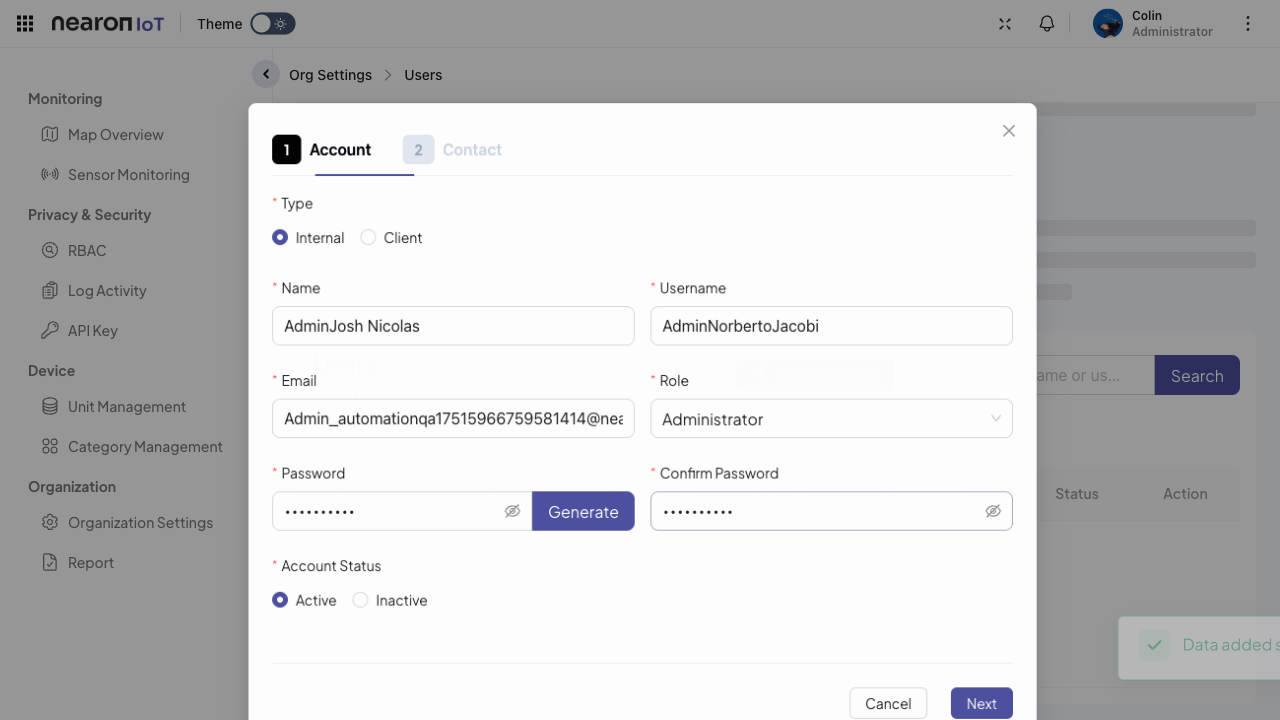 nearon IoT
Theme
Colin
Administrator
Org Settings > Users
Monitoring
Map Overview
Sensor Monitoring
Privacy & Security
RBAC
Log Activity
API Key
Device
Unit Management
Category Management
Organization
Organization Settings
Report
1 Account
2 Contact
* Type
Internal
Client
* Name
* Username
AdminJosh Nicolas
AdminNorbertoJacobi
* Email
* Role
Admin_automationqa17515966759581414@nea
Administrator
* Password
* Confirm Password
••••••••••
Generate
••••••••••
* Account Status
Active
Inactive
Cancel
Next
ame or us...
Search
Status
Action
Data added s